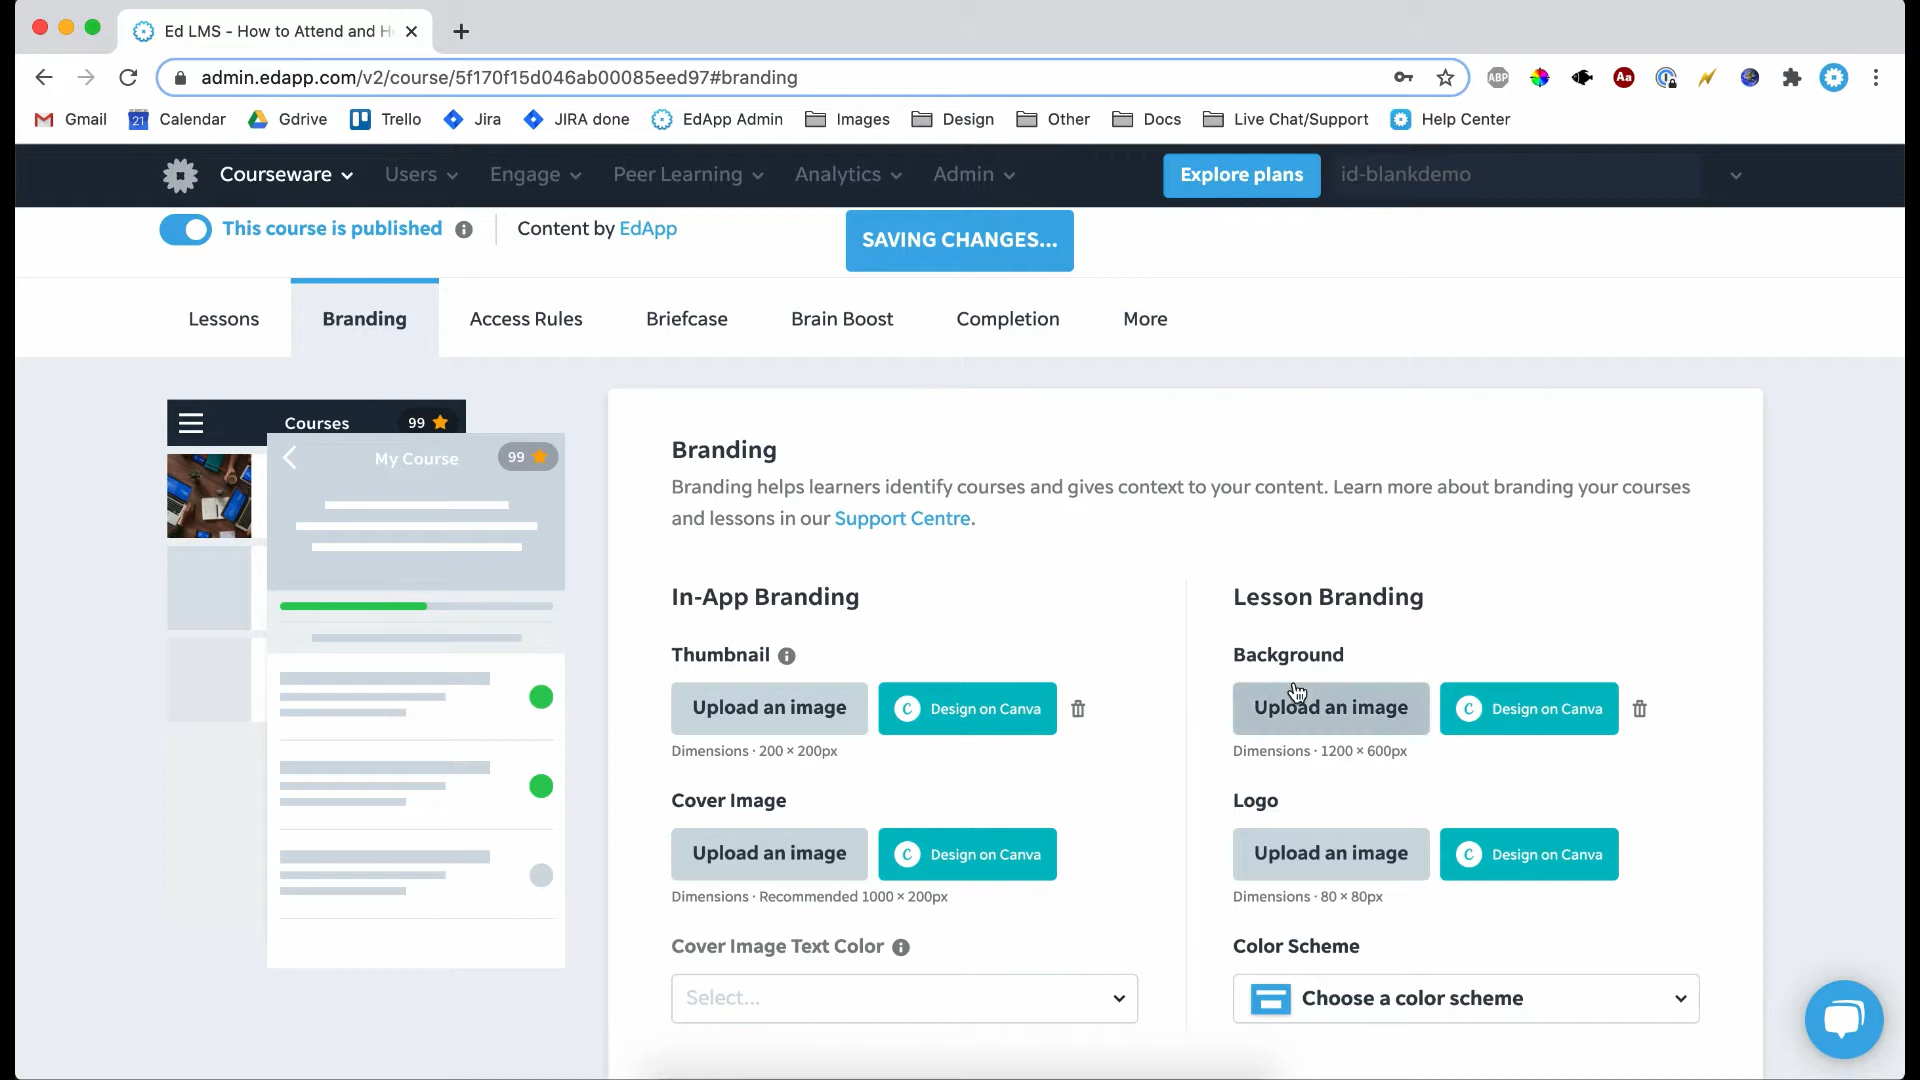 Ed LMS - How to Attend and H
admin.edapp.com/v2/course/5f170f15d046ab00085eed97#branding
ABP
Aa
Gmail
21
Calendar
Gdrive
Trello
Jira
JIRA done
EdApp Admin
Images
Design
Other
Docs
Live Chat/Support
Help Center
Courseware
Users
Engage
Peer Learning
Analytics
Admin
Explore plans
id-blankdemo
This course is published
Content by EdApp
SAVING CHANGES...
Lessons
Branding
Access Rules
Briefcase
Brain Boost
Completion
More
Courses
99
My Course
99
Branding
Branding helps learners identify courses and gives context to your content. Learn more about branding your courses
and lessons in our Support Centre.
In-App Branding
Thumbnail
Upload an image
Design on Canva
Dimensions · 200 × 200px
Cover Image
Upload an image
Design on Canva
Dimensions · Recommended 1000 × 200px
Cover Image Text Color
Select...
Lesson Branding
Background
Upload an image
Design on Canva
Dimensions · 1200 × 600px
Logo
Upload an image
Design on Canva
Dimensions · 80 × 80px
Color Scheme
Choose a color scheme